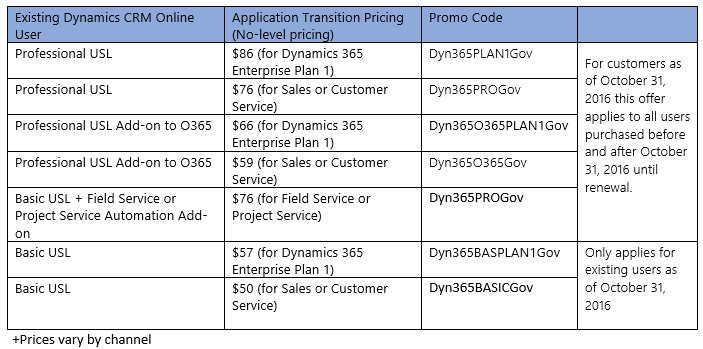 Existing Dynamics CRM Online
User
Application Transition Pricing
(No-level pricing)
Promo Code
Professional USL
$86 (for Dynamics 365
Enterprise Plan 1)
Dyn365PLAN1Gov
For customers as
of October 31,
2016 this offer
applies to all users
purchased before
and after October
31, 2016 until
renewal.
Professional USL
$76 (for Sales or Customer
Service)
Dyn365PROGov
Professional USL Add-on to O365
$66 (for Dynamics 365
Enterprise Plan 1)
Dyn365O365PLAN1Gov
Professional USL Add-on to O365
$59 (for Sales or Customer
Service)
Dyn365O365Gov
Basic USL + Field Service or
Project Service Automation Add-
on
$76 (for Field Service or
Project Service)
Dyn365PROGov
Basic USL
$57 (for Dynamics 365
Enterprise Plan 1)
Dyn365BASPLAN1Gov
Only applies for
existing users as
of October 31,
2016
Basic USL
$50 (for Sales or Customer
Service)
Dyn365BASICGov
+Prices vary by channel